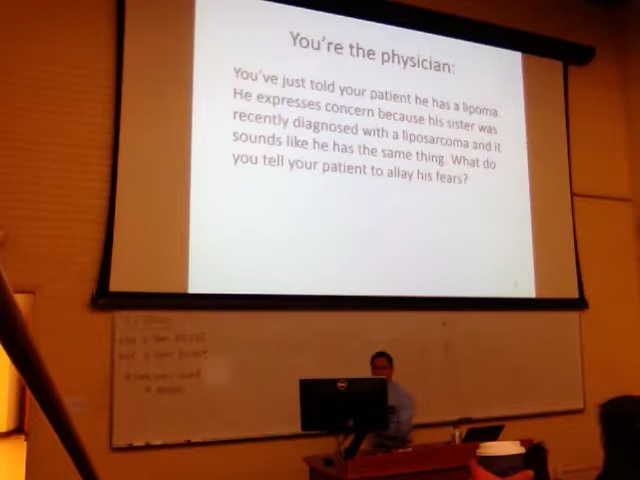 You're the physician:
You've just told your patient he has a lipoma.
He expresses concern because his sister was
recently diagnosed with a liposarcoma and it
sounds like he has the same thing. What do
you tell your patient to allay his fears?